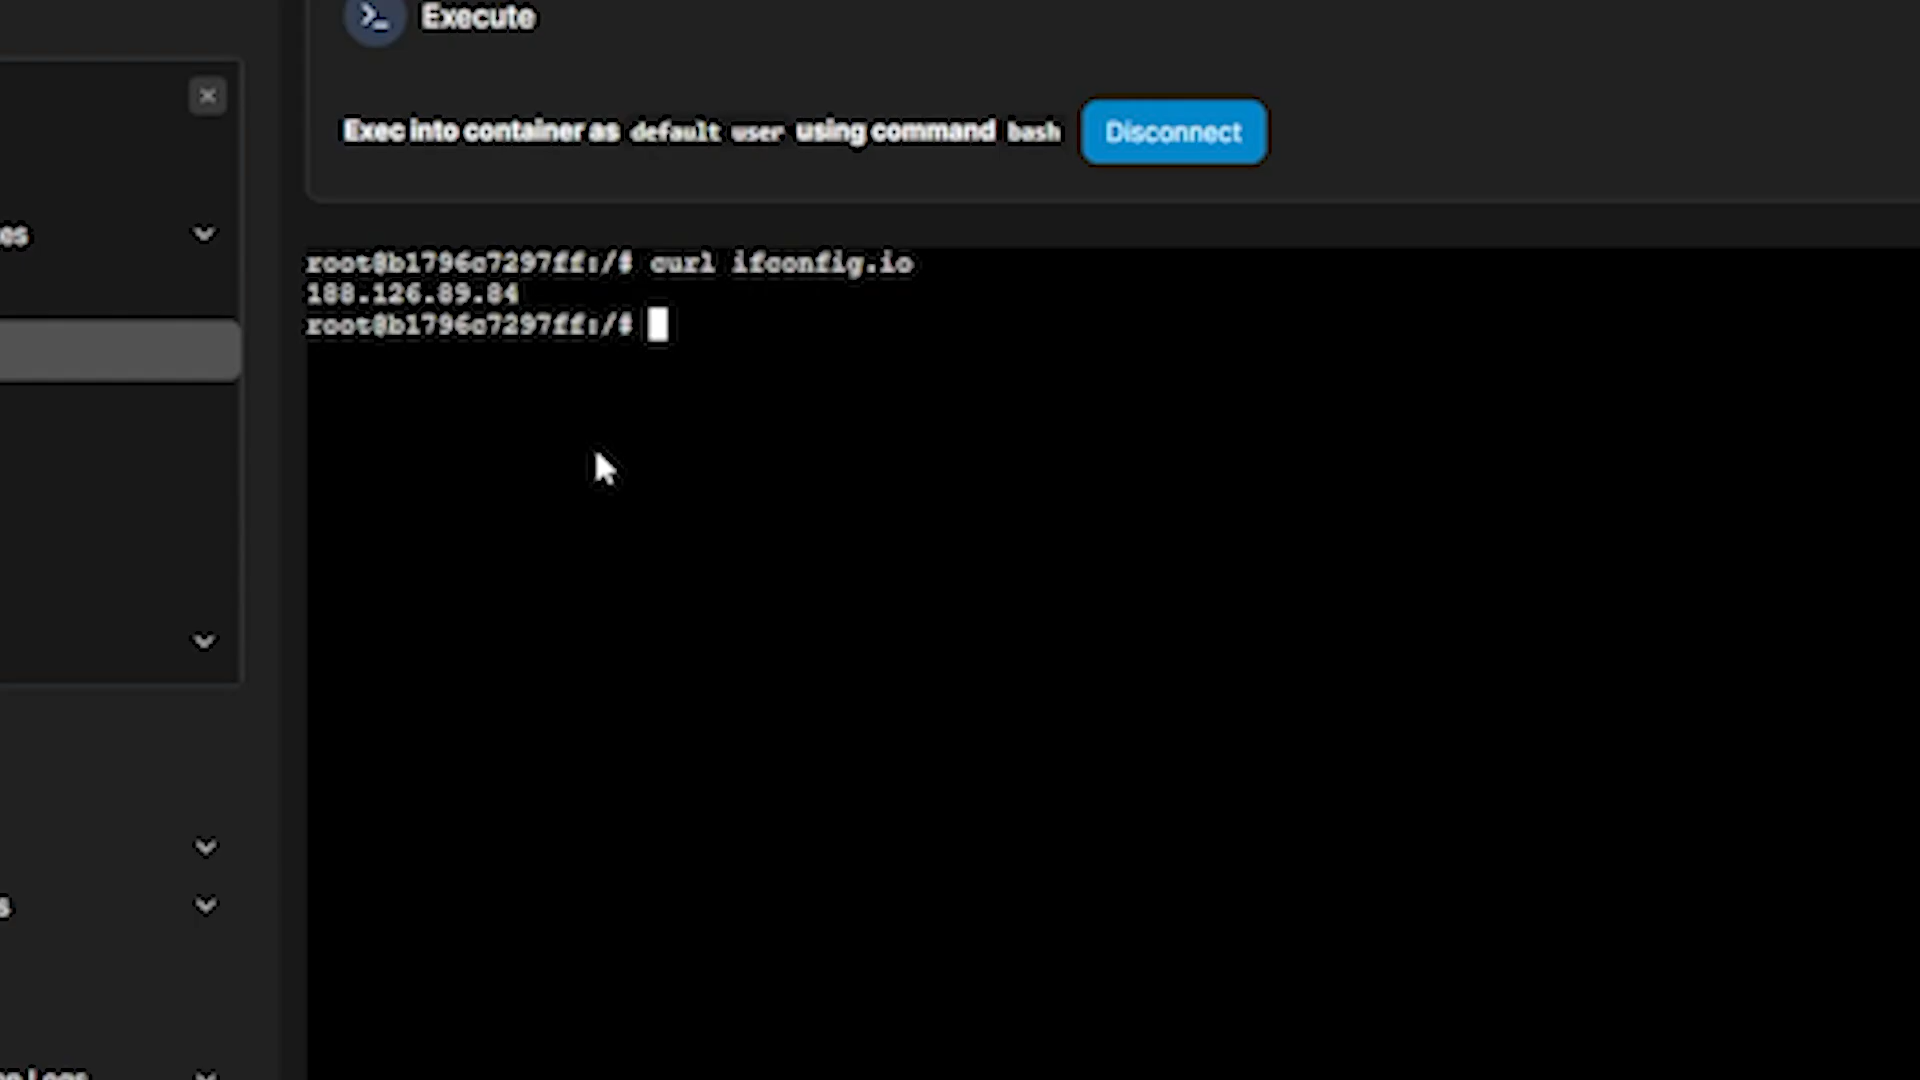 Execute
Exec into container as default user using command bash Disconnect
es
root@b1796c7297ff:/# curl ifconfig.io
188.126.89.84
root@b1796c7297ff:/#
s